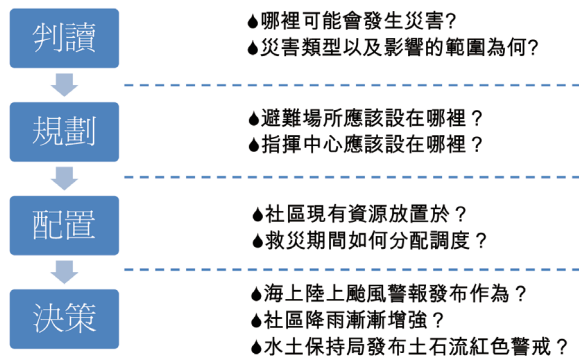 判讀
哪裡可能會發生災害?
災害類型以及影響的範圍為何?
規劃
避難場所應該設在哪裡？
指揮中心應該設在哪裡？
配置
社區現有資源放置於？
救災期間如何分配調度？
決策
海上陸上颱風警報發布作為？
社區降雨漸漸增強？
水土保持局發布土石流紅色警戒？